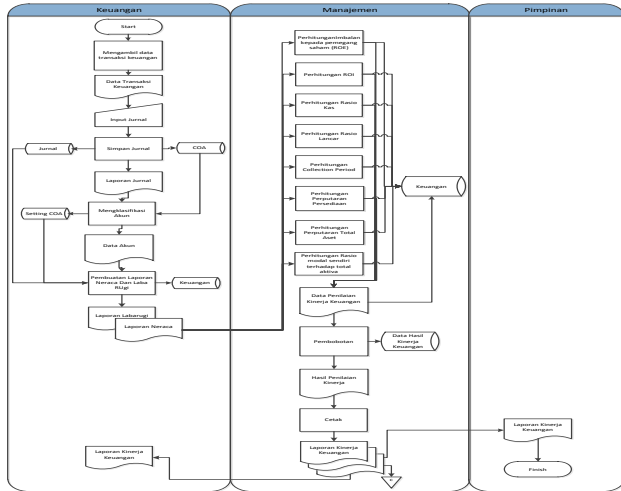 Keuangan
Manajemen
Pimpinan
Start
Mengambil data
transaksi keuangan
Data Transaksi
Keuangan
Input Jurnal
Jurnal
Simpan Jurnal
COA
Laporan Jurnal
Setting COA
Mengklasifikasi
Akun
Data Akun
Pembuatan Laporan
Neraca Dan Laba
RUgi
Keuangan
Laporan Labarugi
Laporan Neraca
Laporan Kinerja
Keuangan
Perhitunganimbalan
kepada pemegang
saham (ROE)
Perhitungan ROI
Perhitungan Rasio
Kas
Perhitungan Rasio
Lancar
Perhitungan
Collection Period
Perhitungan
Perputaran
Persediaan
Perhitungan
Perputaran Total
Aset
Perhitungan Rasio
modal sendiri
terhadap total
aktiva
Keuangan
Data Penilaian
Kinerja Keuangan
Pembobotan
Data Hasil
Kinerja
Keuangan
Hasil Penilaian
Kinerja
Cetak
Laporan Kinerja
Keuangan
Laporan Kinerja
Keuangan
Finish